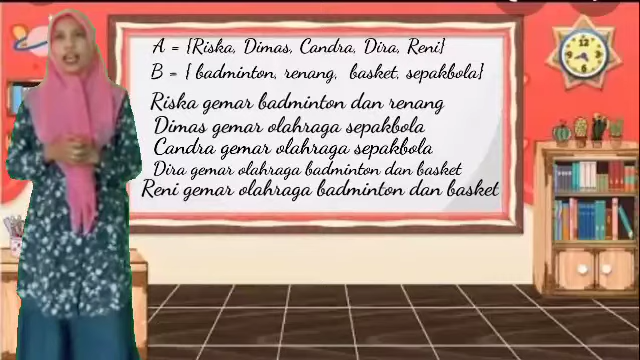 A = {Riska, Dimas, Candra, Dira, Reni}
B = { badminton, renang, basket, sepakbola}
Riska gemar badminton dan renang
Dimas gemar olahraga sepakbola
Candra gemar olahraga sepakbola
Dira gemar olahraga badminton dan basket
Reni gemar olahraga badminton dan basket